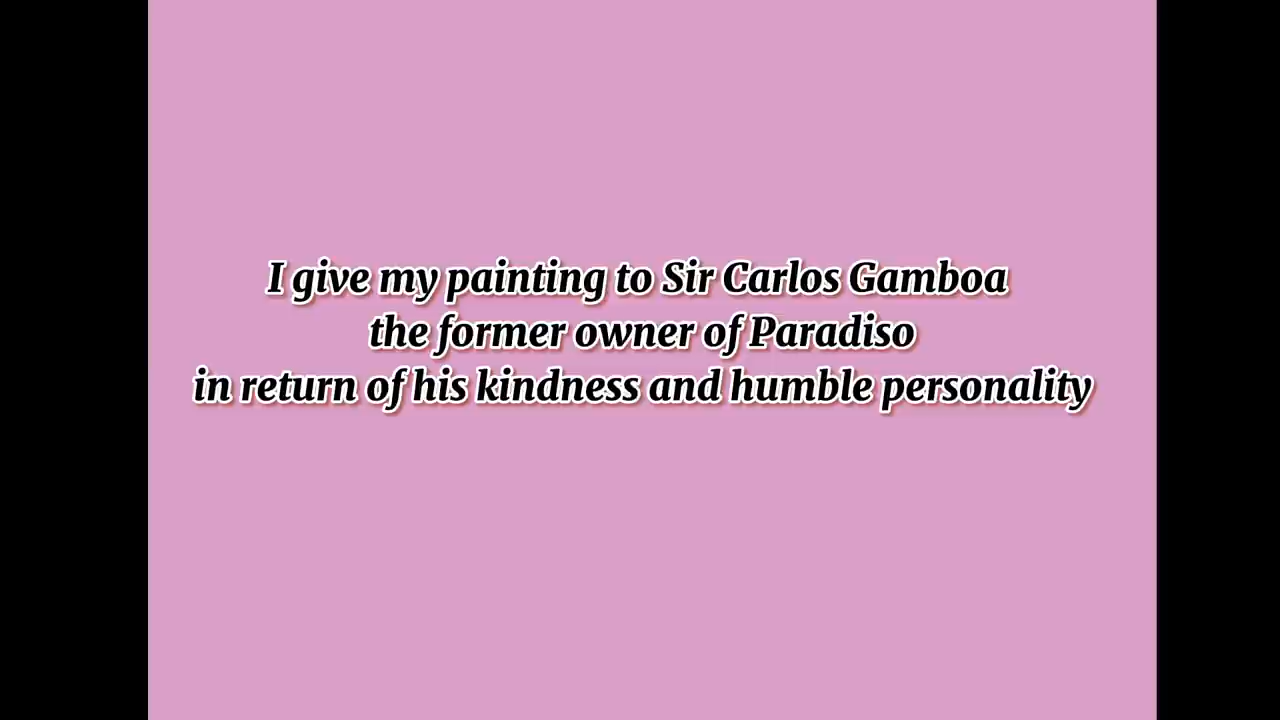 I give my painting to Sir Carlos Gamboa
the former owner of Paradiso
in return of his kindness and humble personality